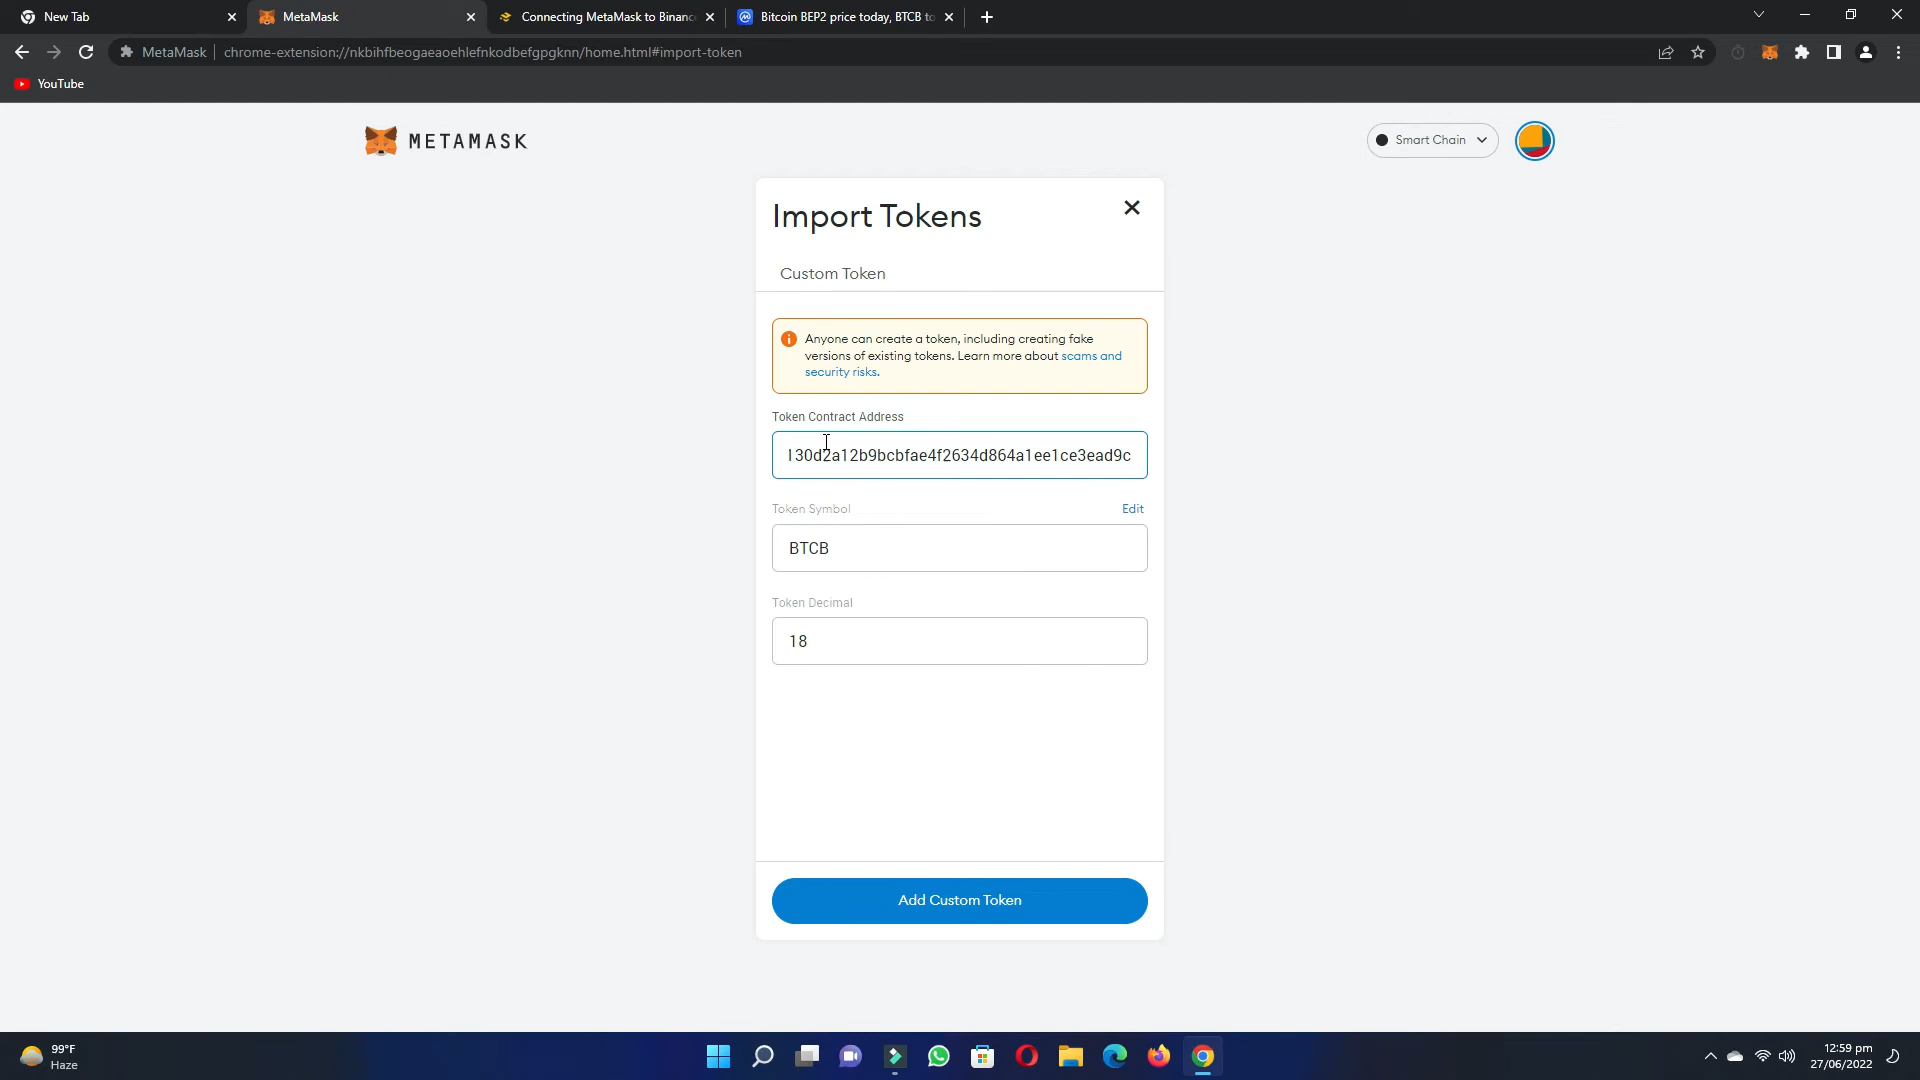 New Tab
MetaMask
Connecting MetaMask to Binanc
Bitcoin BEP2 price today, BTCB to
MetaMask
chrome-extension://nkbihfbeogaeaoehlefnkodbefgpgknn/home.html#import-token
YouTube
METAMASK
Smart Chain
Import Tokens
Custom Token
Anyone can create a token, including creating fake
versions of existing tokens. Learn more about scams and
security risks.
Token Contract Address
130d2a12b9bcbfae4f2634d864a1ee1ce3ead9c
Token Symbol
Edit
BTCB
Token Decimal
18
Add Custom Token
99°F
Haze
12:59 pm
27/06/2022